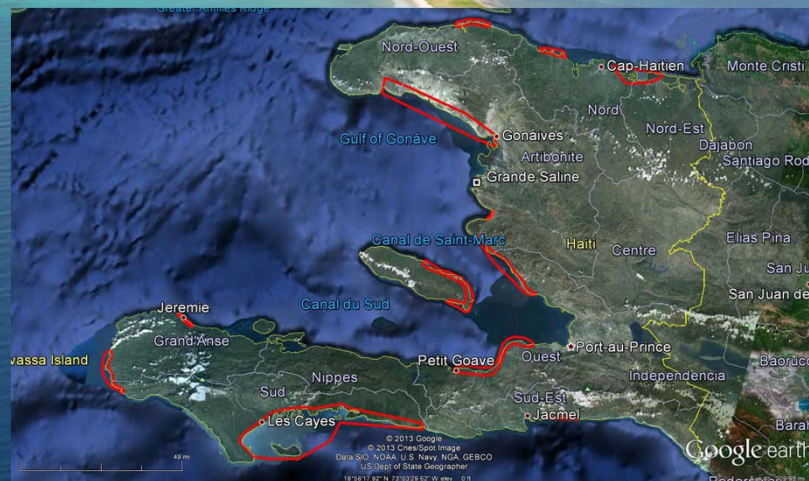 Greater Antilles Ridge
Nord-Ouest
Cap-Haitien
Monte Cristi
Nord
Gulf of Gonâve
Gonaives
Nord-Est
Dajabon
Artibonite
Santiago Rod
Grande Saline
Canal de Saint-Marc
Haiti
Centre
Elias Pina
San Ju
San Juan de
Canal du Sud
Jeremie
Grand'Anse
vassa Island
Petit Goave
Ouest
Port-au-Prince
Baoruco
Nippes
Independencia
Sud
Sud-Est
Les Cayes
Jacmel
Barah
© 2013 Google
© 2013 Cnes/Spot Image
Data SIO, NOAA, U.S. Navy, NGA, GEBCO
US Dept of State Geographer
Google earth
49 mi